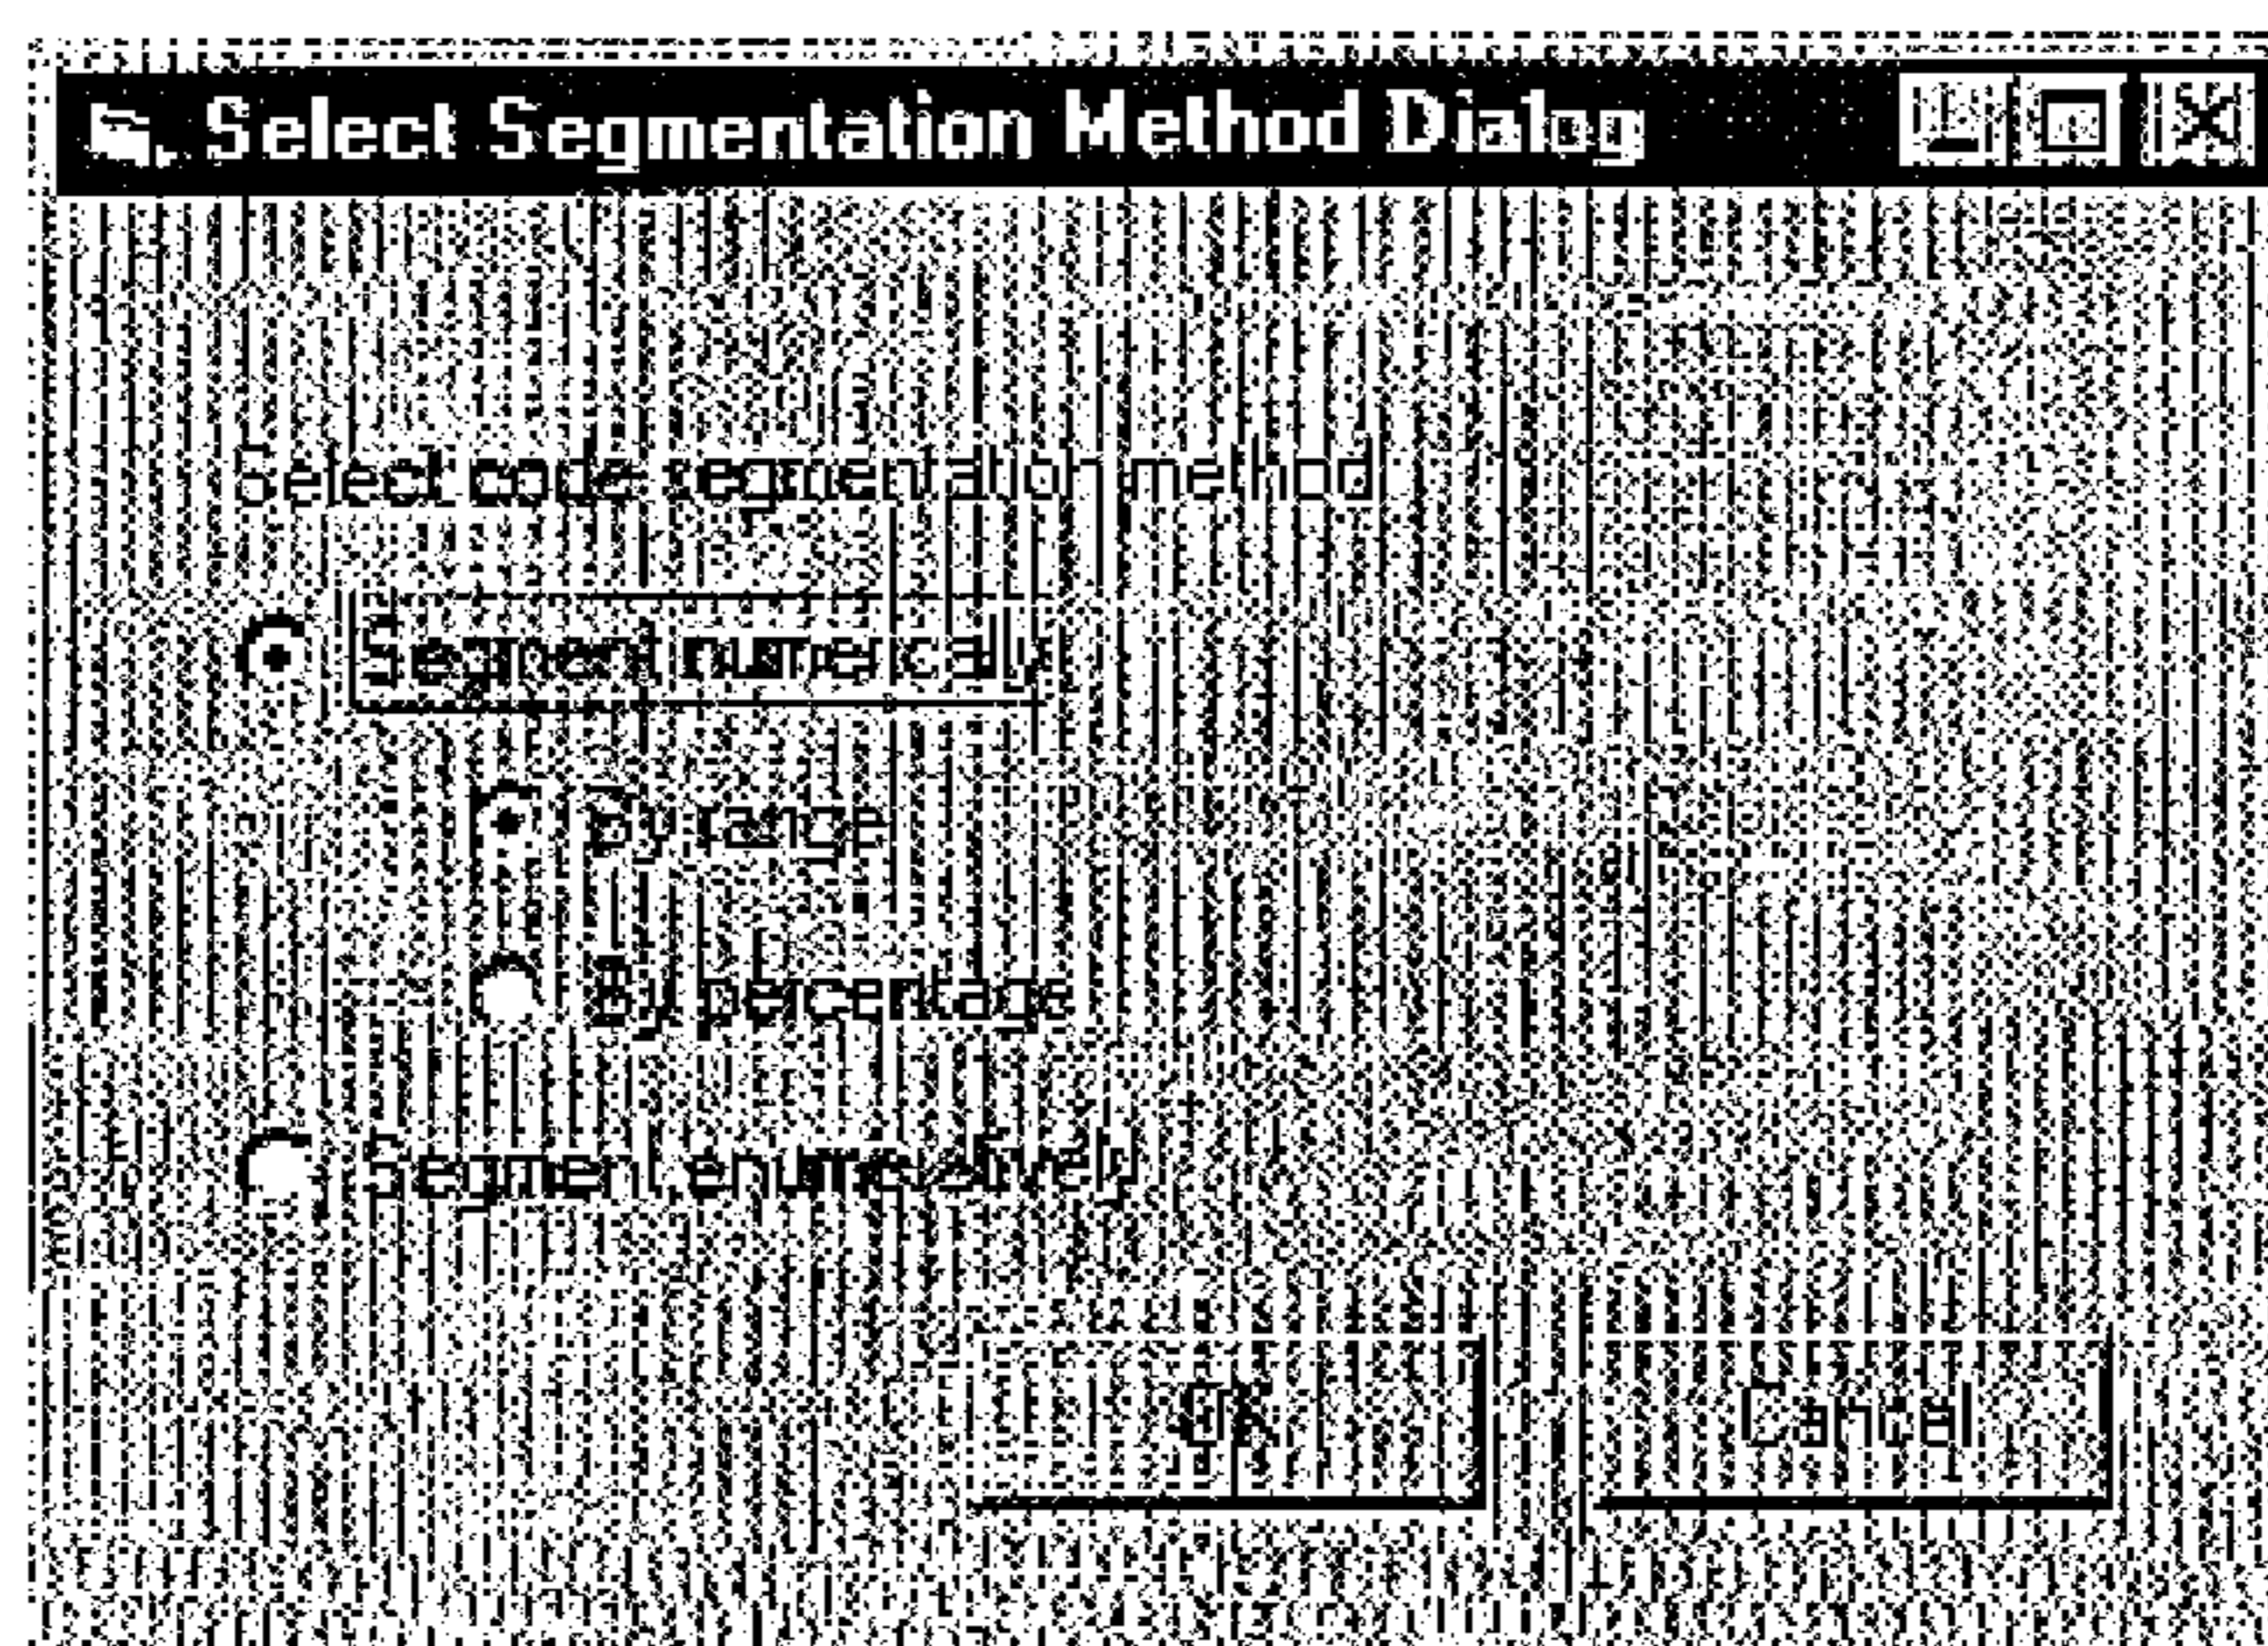 Select Segmentation Method Dialog
Select code segmentation method
Segment numerically
By range
By percentage
Segment enumeratively
OK
Cancel